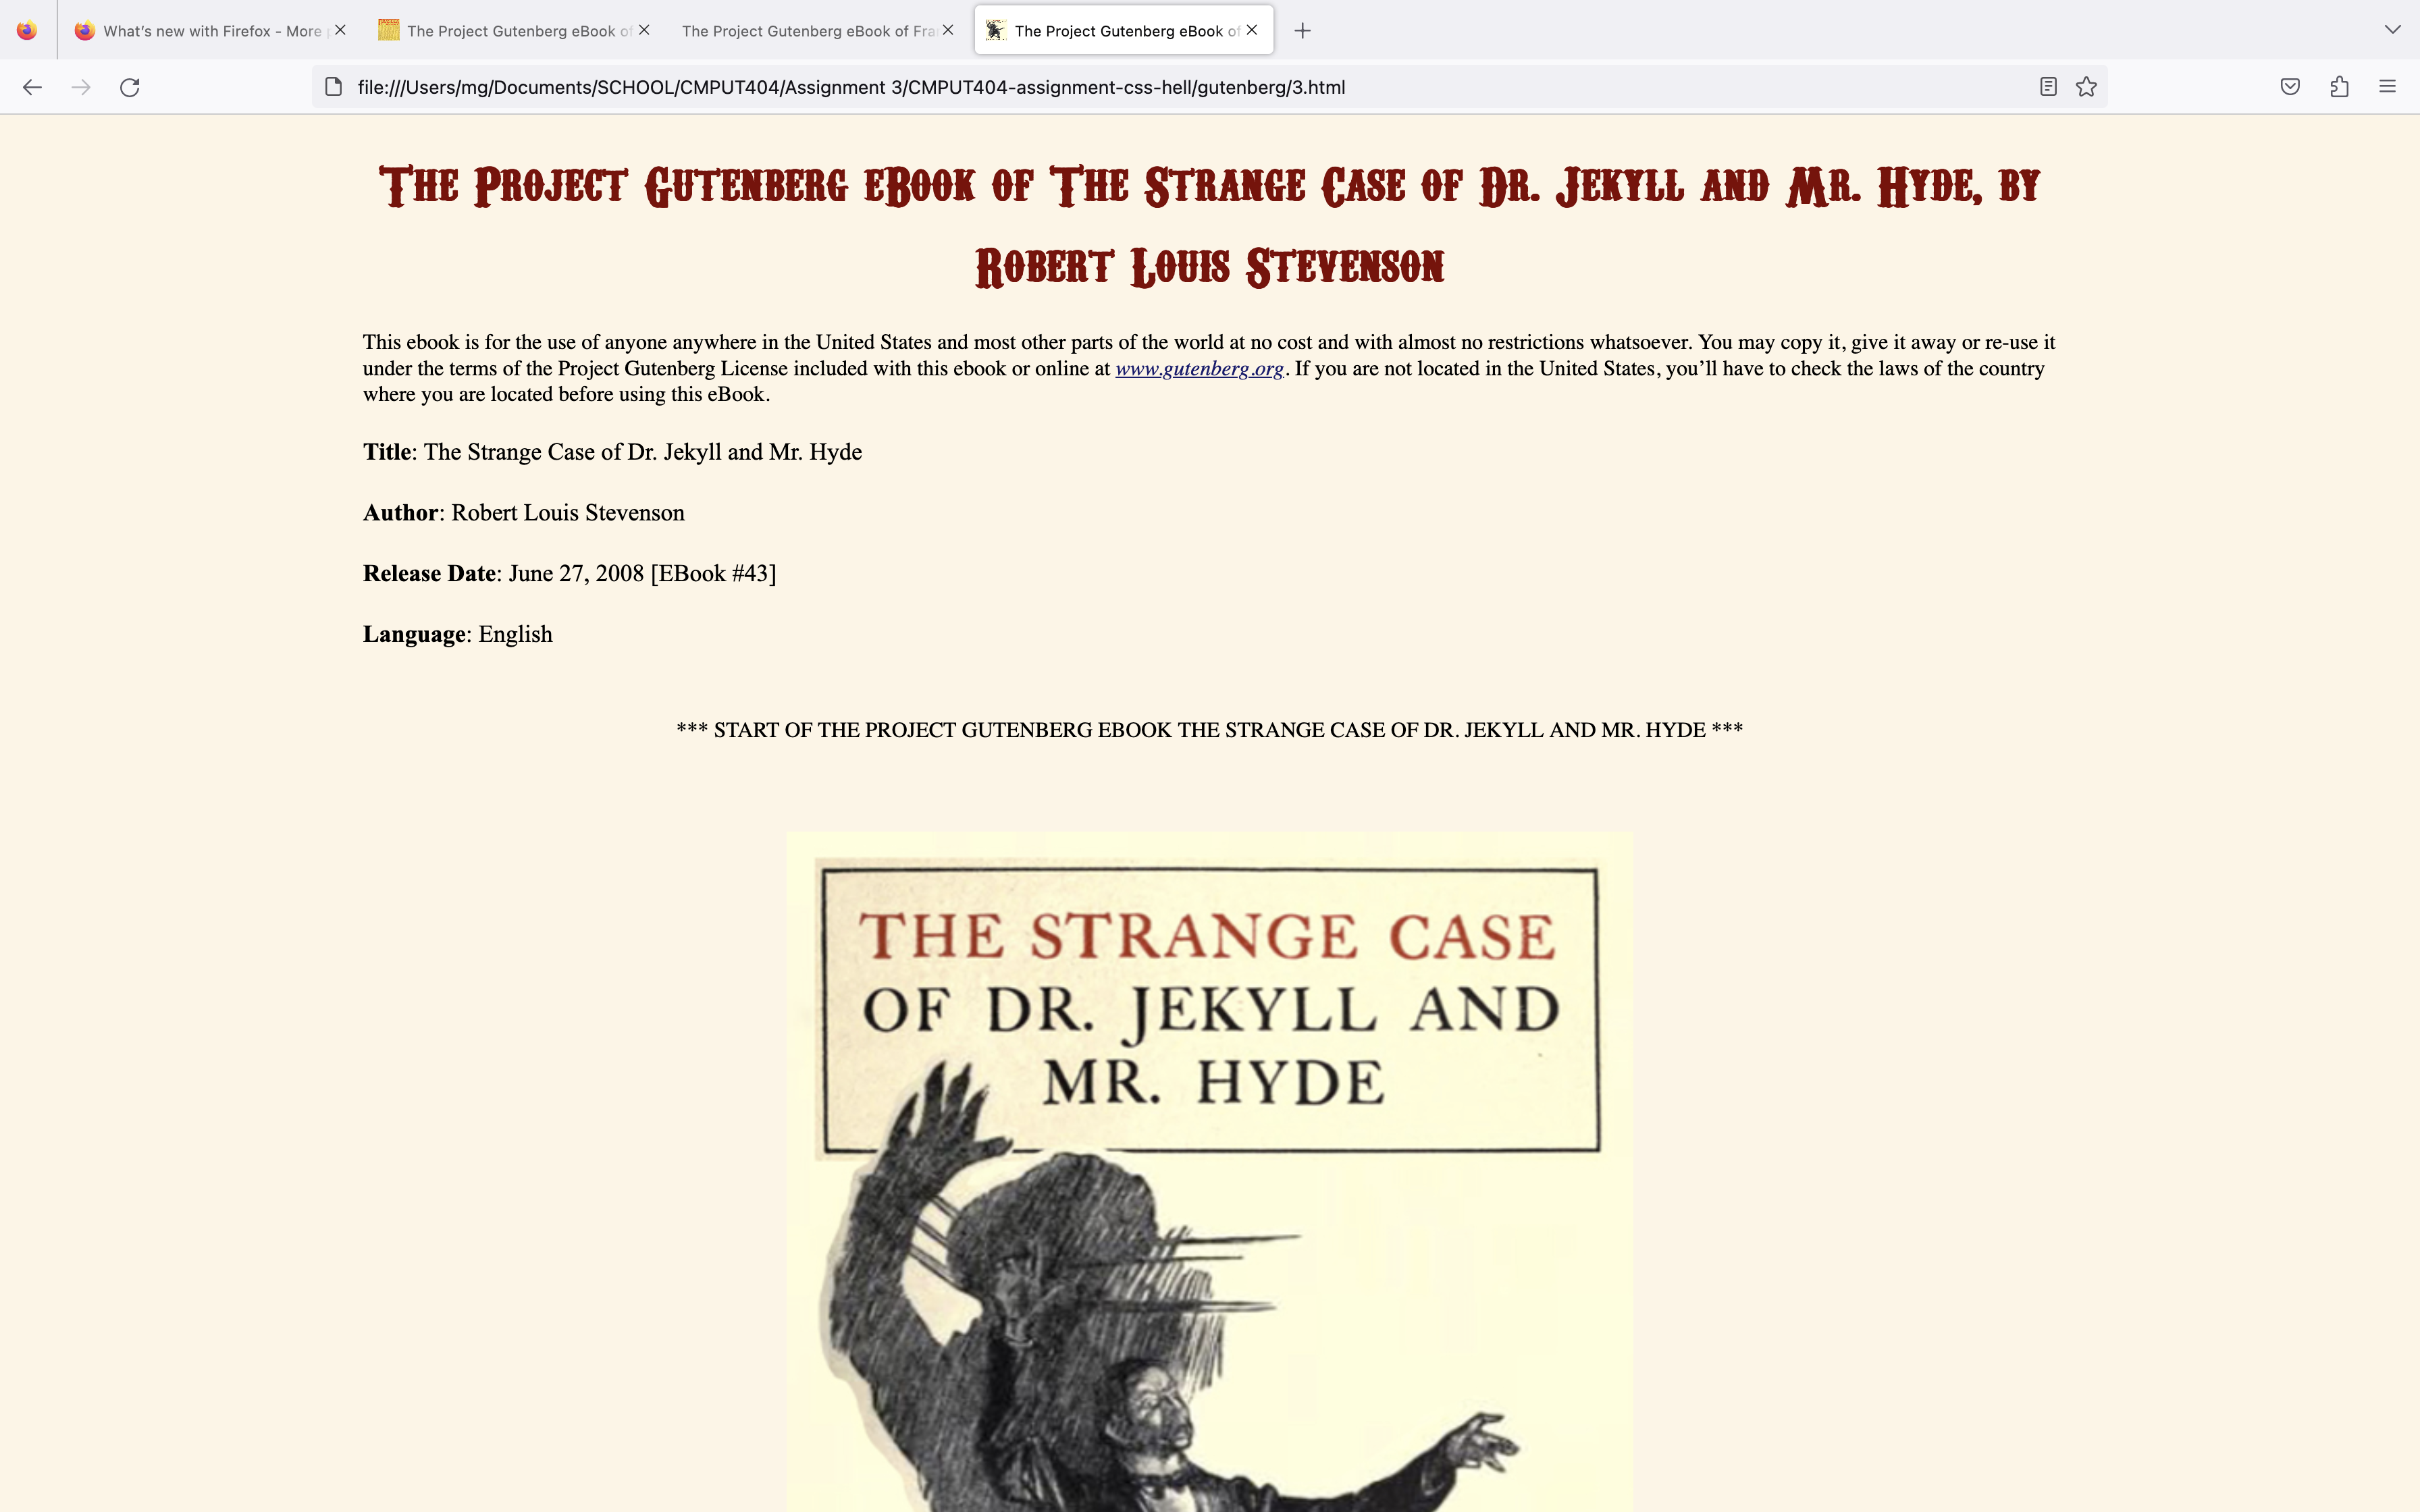 What's new with Firefox - More
The Project Gutenberg eBook of
The Project Gutenberg eBook of Fra
The Project Gutenberg eBook of
file:///Users/mg/Documents/SCHOOL/CMPUT404/Assignment 3/CMPUT404-assignment-css-hell/gutenberg/3.html
The Project Gutenberg eBook of The Strange Case of Dr. Jekyll and Mr. Hyde, by
Robert Louis Stevenson
This ebook is for the use of anyone anywhere in the United States and most other parts of the world at no cost and with almost no restrictions whatsoever. You may copy it, give it away or re-use it
under the terms of the Project Gutenberg License included with this ebook or online at www.gutenberg.org. If you are not located in the United States, you’ll have to check the laws of the country
where you are located before using this eBook.
Title: The Strange Case of Dr. Jekyll and Mr. Hyde
Author: Robert Louis Stevenson
Release Date: June 27, 2008 [EBook #43]
Language: English
*** START OF THE PROJECT GUTENBERG EBOOK THE STRANGE CASE OF DR. JEKYLL AND MR. HYDE ***
THE STRANGE CASE
OF DR. JEKYLL AND
MR. HYDE